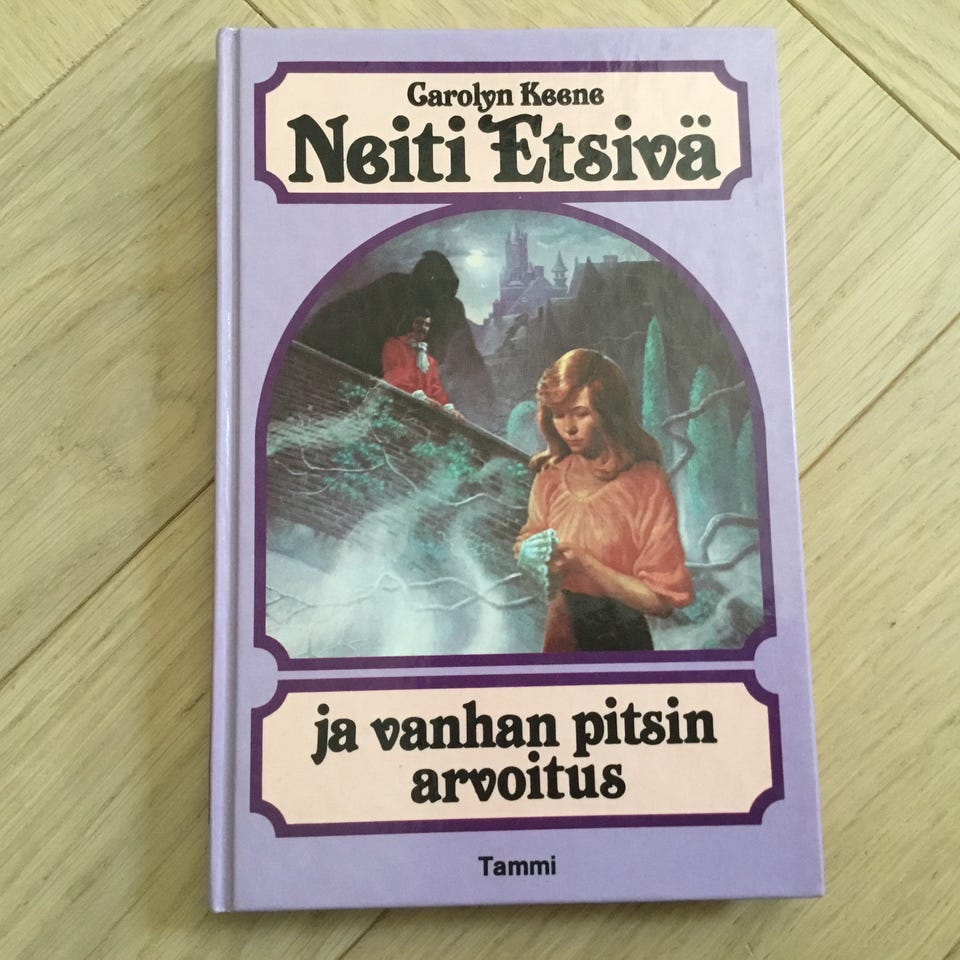 Carolyn Keene
Neiti Etsivä
ja vanhan pitsin
arvoitus
Tammi